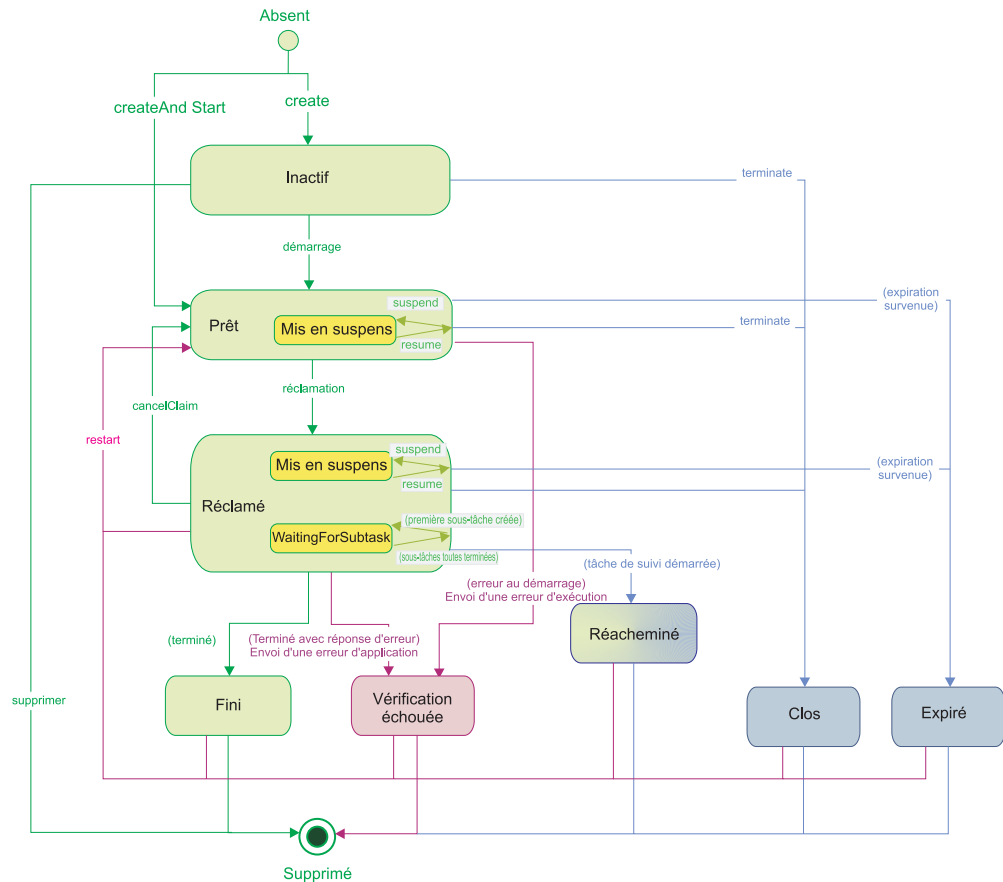 Absent
create
createAnd Start
Inactif
terminate
démarrage
(expiration
survenue)
suspend
Prêt
Mis en suspens
terminate
resume
réclamation
cancelClaim
restart
suspend
Mis en suspens
(expiration
survenue)
resume
Réclamé
(première sous-tâche créée)
WaitingForSubtask
(sous-tâches toutes terminées)
(tâche de suivi démarrée)
(erreur au démarrage)
Envoi d'une erreur d'exécution
Réacheminé
(terminé)
(Terminé avec réponse d'erreur)
Envoi d'une erreur d'application
supprimer
Fini
Vérification
échouée
Clos
Expiré
Supprimé